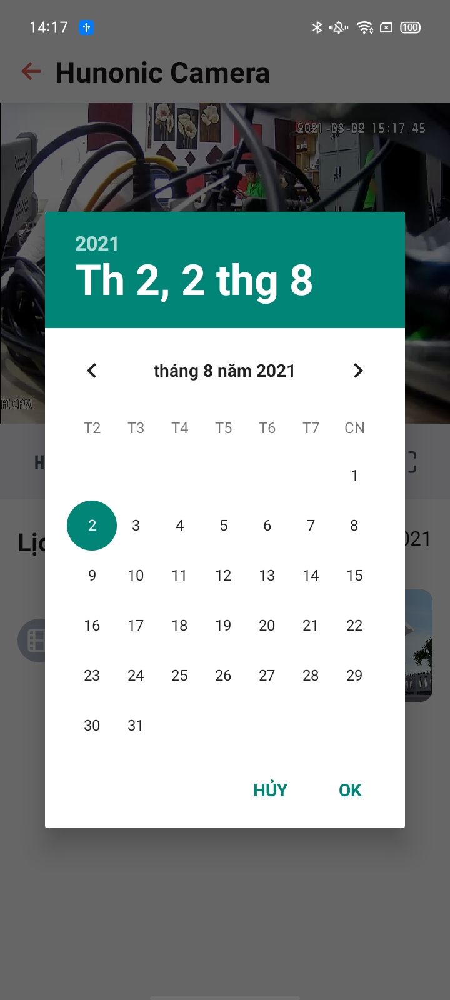 14:17 100
Hunonic Camera
2021-08-02 15:17:45
2021
Th 2, 2 thg 8
tháng 8 năm 2021
T2 T3 T4 T5 T6 T7 CN
1
2 3 4 5 6 7 8
9 10 11 12 13 14 15
16 17 18 19 20 21 22
23 24 25 26 27 28 29
30 31
HỦY OK
CAM
H
Lịc 021